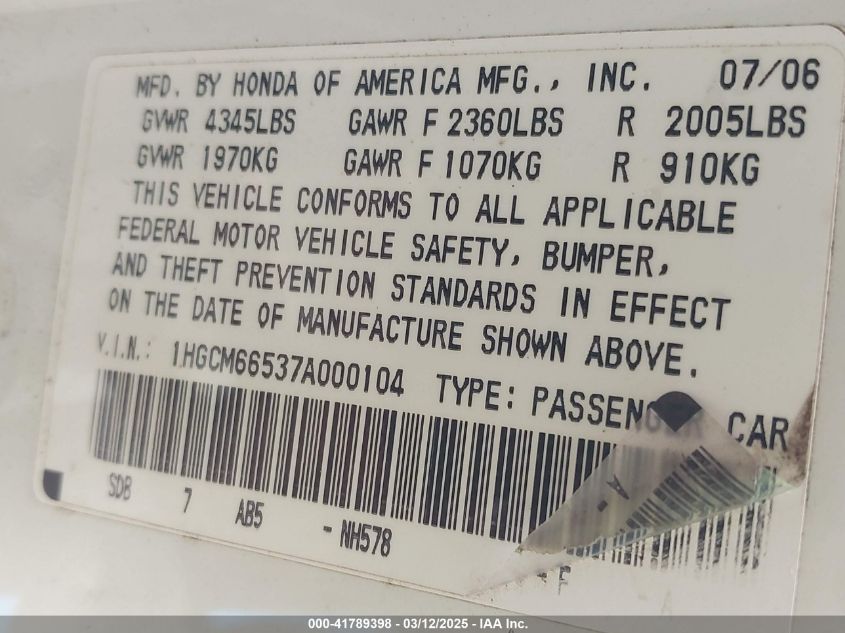 MFD. BY HONDA OF AMERICA MFG., INC. 07/06
GVWR 4345LBS GAWR F 2360LBS R 2005LBS
GVWR 1970KG GAWR F 1070KG R 910KG
THIS VEHICLE CONFORMS TO ALL APPLICABLE
FEDERAL MOTOR VEHICLE SAFETY, BUMPER,
AND THEFT PREVENTION STANDARDS IN EFFECT
ON THE DATE OF MANUFACTURE SHOWN ABOVE.
V.I.N.: 1HGCM66537A000104 TYPE: PASSENGER CAR
SDB 7 AB5 - NH578 F
A -
000-41789398 - 03/12/2025 - IAA Inc.